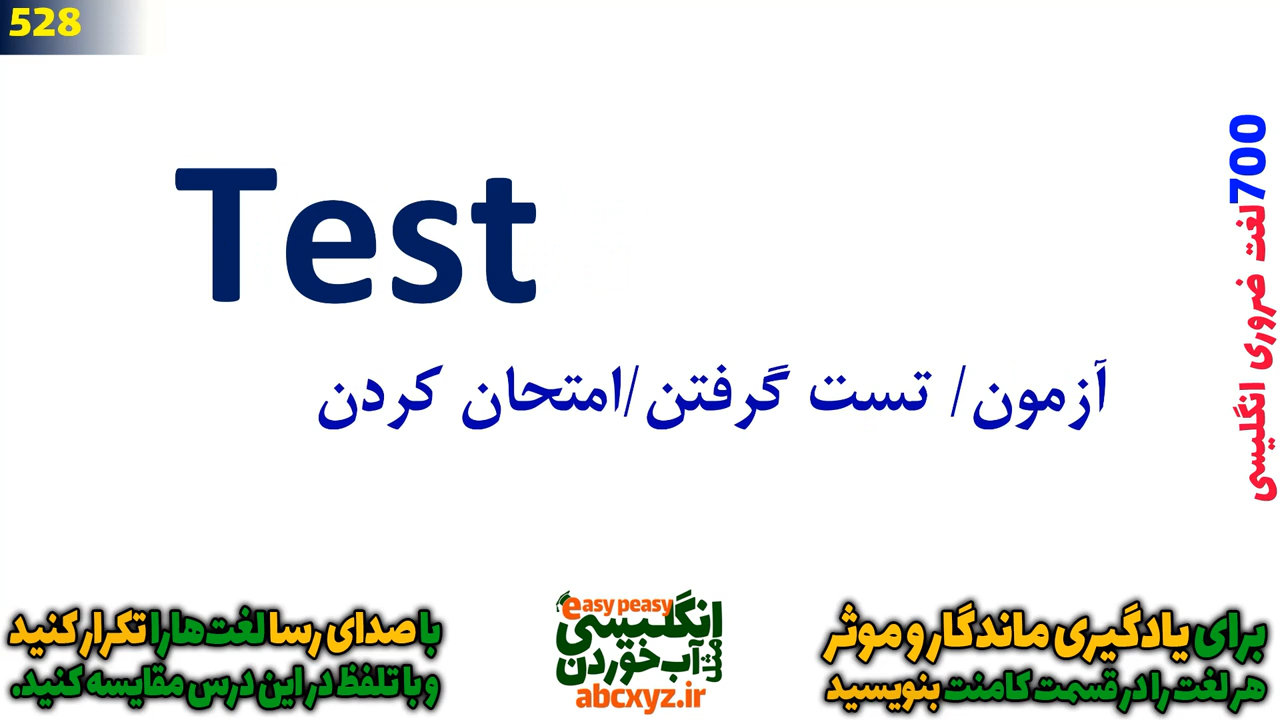 528
700 لغت ضروری انگلیسی
Test
آزمون/ تست گرفتن/امتحان کردن
برای یادگیری ماندگار و موثر
هر لغت را در قسمت کامنت بنویسید
easy peasy
انگلیسی
مثل آب خوردن
abcxyz.ir
با صدای رسا لغت‌ها را تکرار کنید
و با تلفظ در این درس مقایسه کنید.